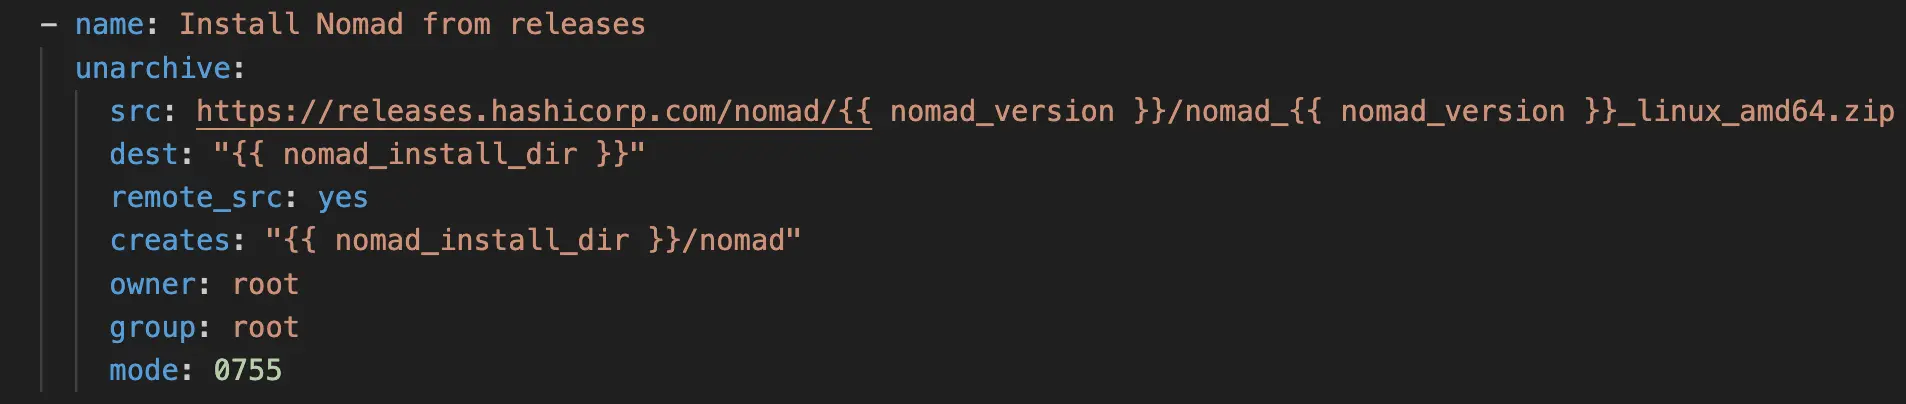 - name: Install Nomad from releases
unarchive:
src: https://releases.hashicorp.com/nomad/{{ nomad_version }}/nomad_{{ nomad_version }}_linux_amd64.zip
dest: "{{ nomad_install_dir }}"
remote_src: yes
creates: "{{ nomad_install_dir }}/nomad"
owner: root
group: root
mode: 0755